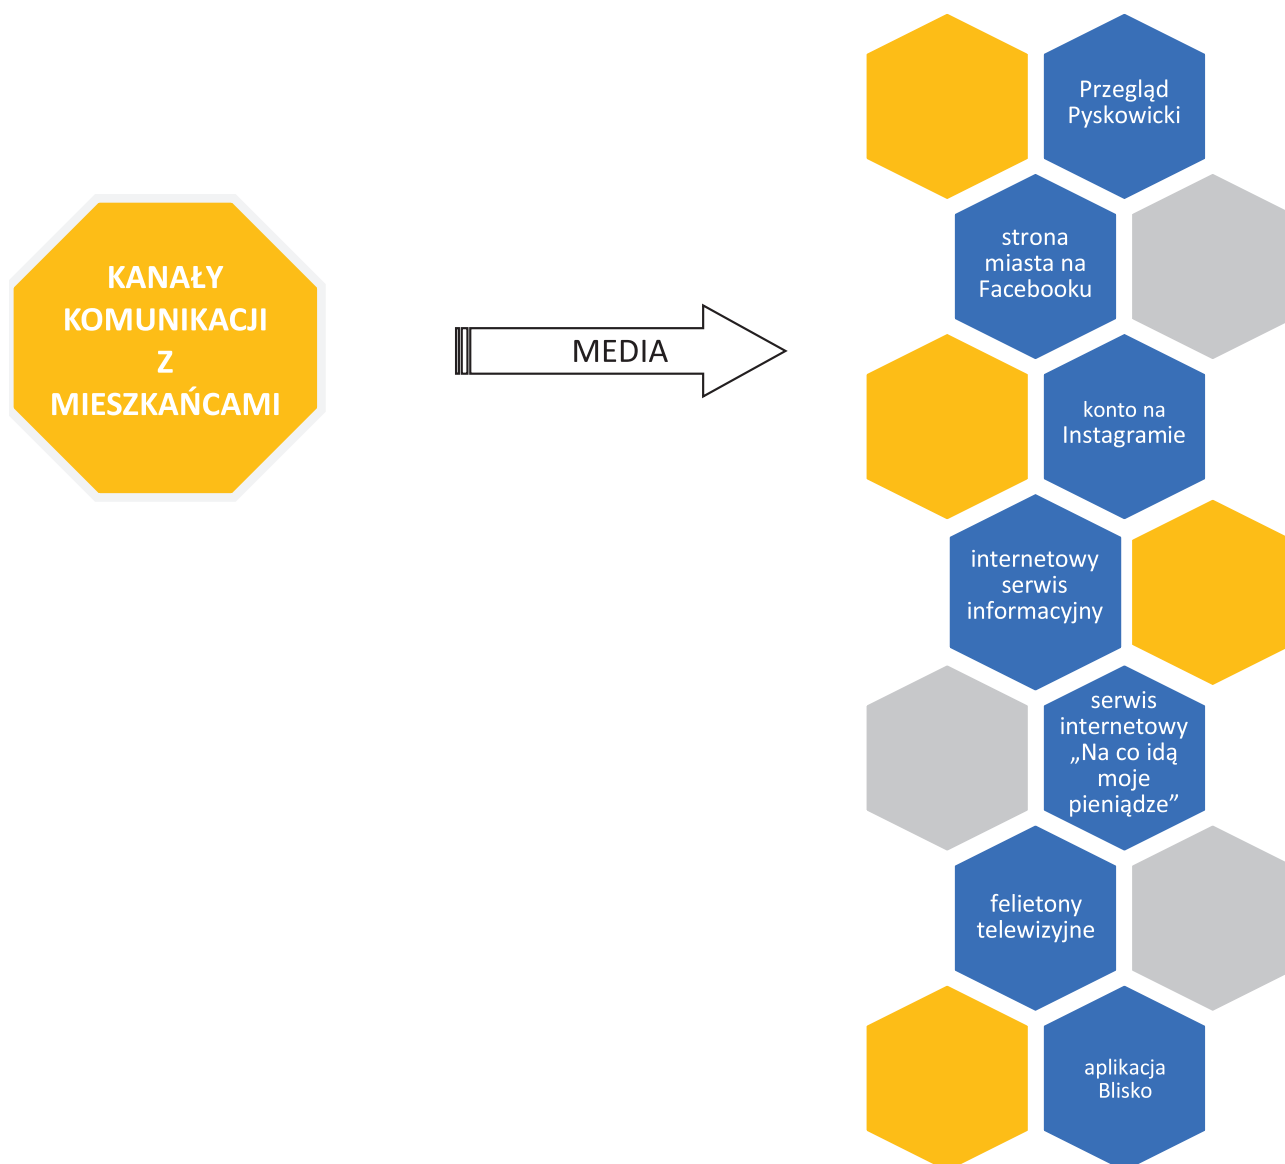 KANAŁY
KOMUNIKACJI
Z
MIESZKAŃCAMI
MEDIA
Przegląd
Pyskowicki
strona
miasta na
Facebooku
konto na
Instagramie
internetowy
serwis
informacyjny
serwis
internetowy
„Na co idą
moje
pieniądze”
felietony
telewizyjne
aplikacja
Blisko